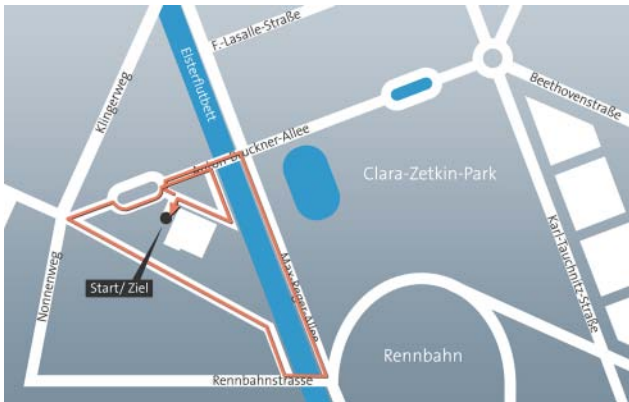 F.-Lasalle-Straße
Elsterflutbett
Klingerweg
Beethovenstraße
Anton-Bruckner-Allee
Clara-Zetkin-Park
Karl-Tauchnitz-Straße
Max-Reger-Allee
Nonnenweg
Start/ Ziel
Rennbahn
Rennbahnstrasse